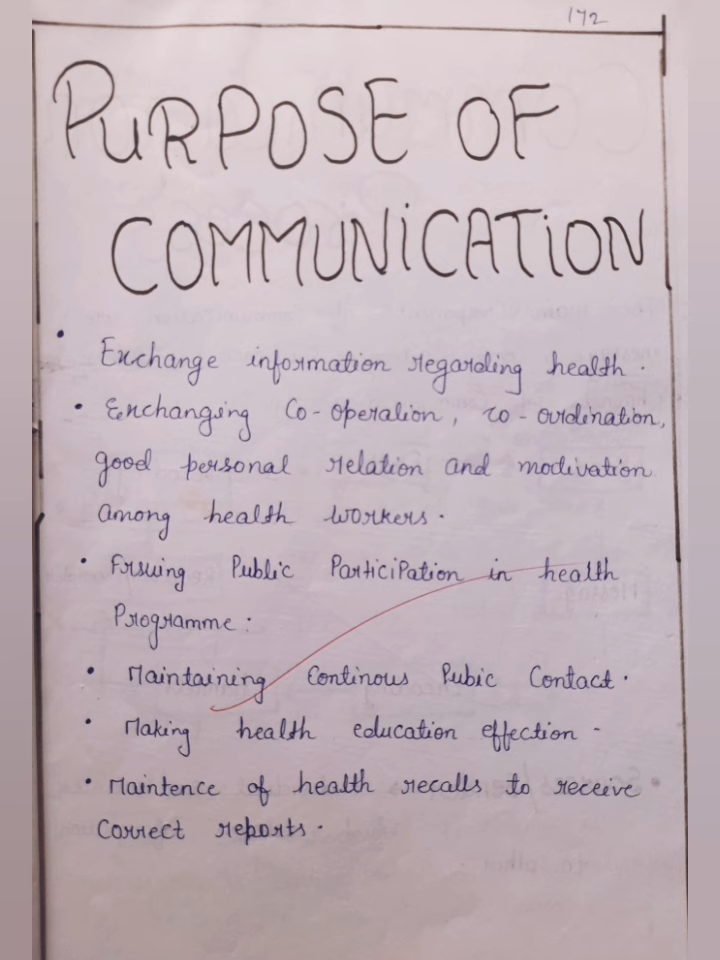 172
PURPOSE OF
COMMUNICATION
• Exchange information regarding health.
• Exchanging Co-operation, co-ordination,
good personal relation and motivation
among health workers.
• Ensuing Public Participation in health
Programme:
• Maintaining Continous Pubic Contact.
• Making health education effection -
• Maintence of health recalls to receive
Correct reports.